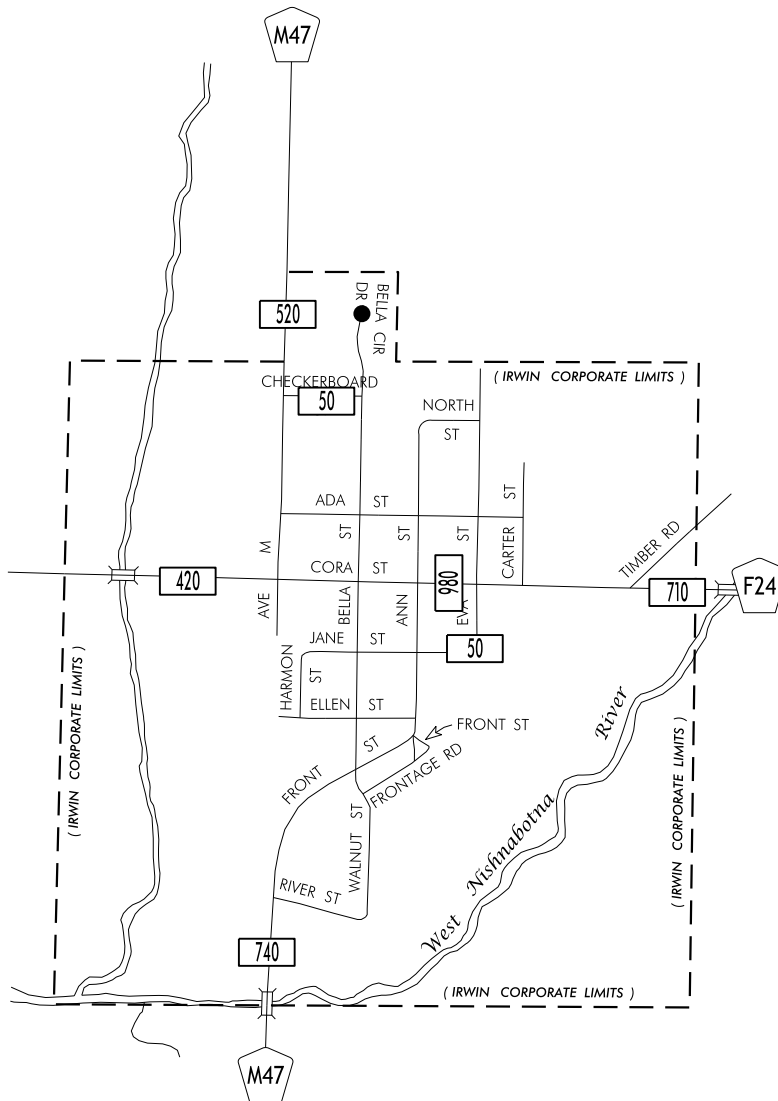 M47
BELLA CIR
DR
520
( IRWIN CORPORATE LIMITS )
CHECKERBOARD
50
NORTH
ST
ADA ST
ST
ST
ST
ST
M
AVE
CORA ST
BELLA
ANN
EVA
CARTER
TIMBER RD
420
980
710
F24
JANE ST
50
HARMON
ST
ELLEN ST
FRONT ST
FRONT
ST
FRONTAGE RD
WALNUT ST
RIVER ST
( IRWIN CORPORATE LIMITS )
( IRWIN CORPORATE LIMITS )
West Nishnabotna River
740
( IRWIN CORPORATE LIMITS )
M47